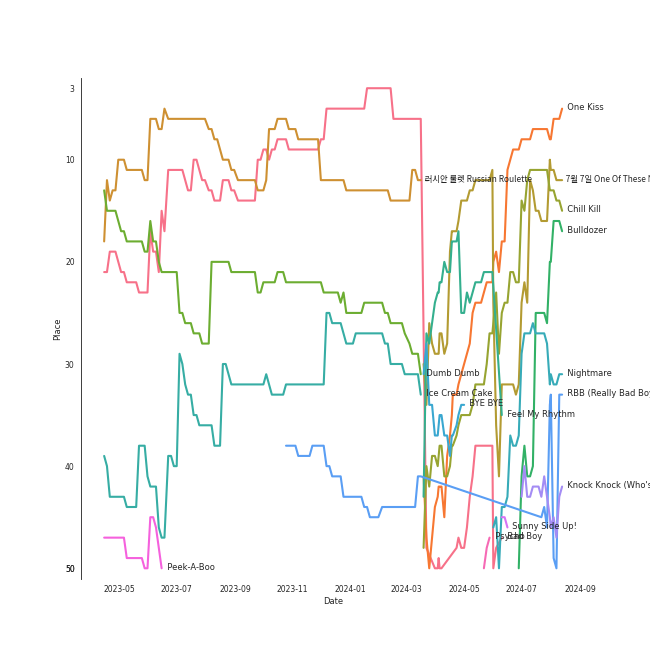 3
10
20
30
40
50
Place
One Kiss
러시안 룰렛 Russian Roulette
7월 7일 One Of These
Chill Kill
Bulldozer
Dumb Dumb
Nightmare
Ice Cream Cake
RBB (Really Bad Boy
BYE BYE
Feel My Rhythm
Knock Knock (Who's
Sunny Side Up!
Psycho
Bad Boy
Peek-A-Boo
2023-05
2023-07
2023-09
2023-11
2024-01
2024-03
2024-05
2024-07
2024-09
Date